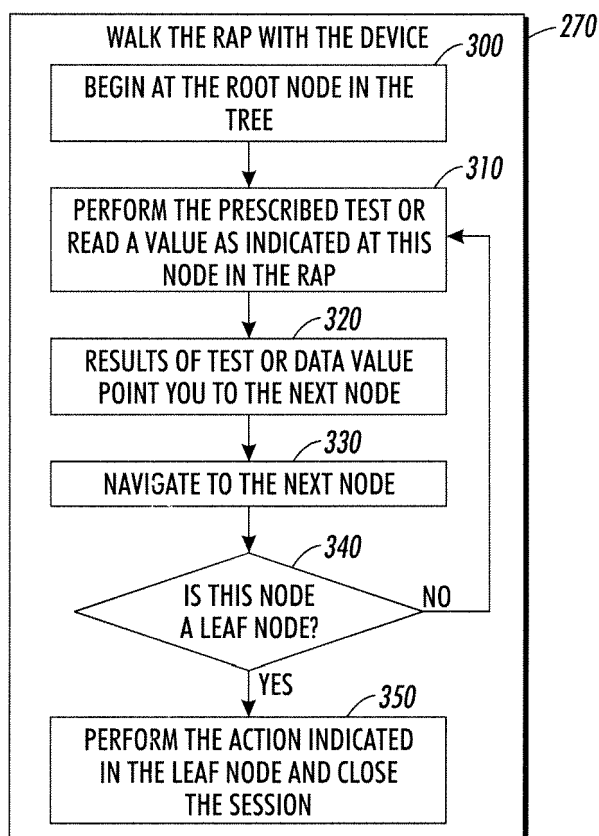 WALK THE RAP WITH THE DEVICE
270
300
BEGIN AT THE ROOT NODE IN THE
TREE
310
PERFORM THE PRESCRIBED TEST OR
READ A VALUE AS INDICATED AT THIS
NODE IN THE RAP
320
RESULTS OF TEST OR DATA VALUE
POINT YOU TO THE NEXT NODE
330
NAVIGATE TO THE NEXT NODE
340
IS THIS NODE
A LEAF NODE?
NO
YES
350
PERFORM THE ACTION INDICATED
IN THE LEAF NODE AND CLOSE
THE SESSION